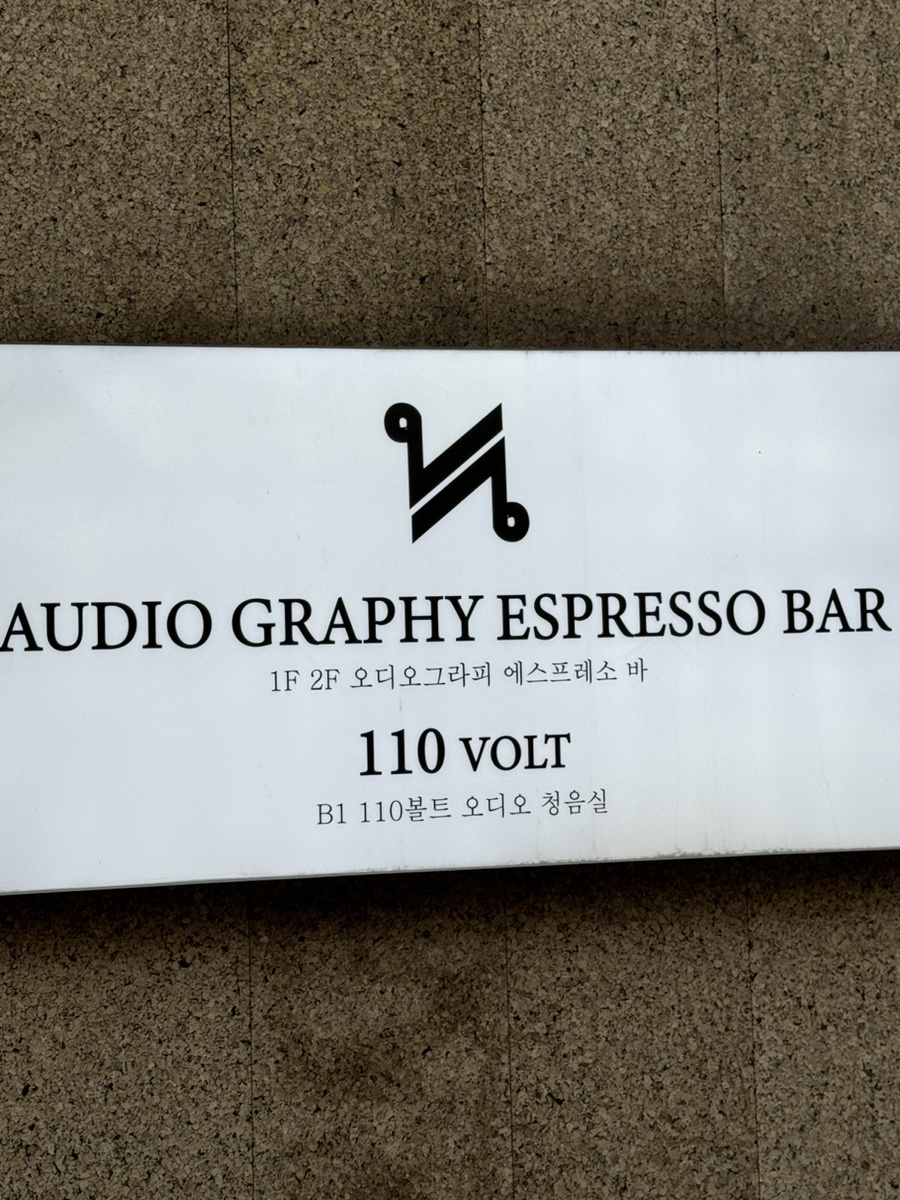 AUDIO GRAPHY ESPRESSO BAR
1F 2F 오디오그라피 에스프레소 바
110 VOLT
B1 110볼트 오디오 청음실